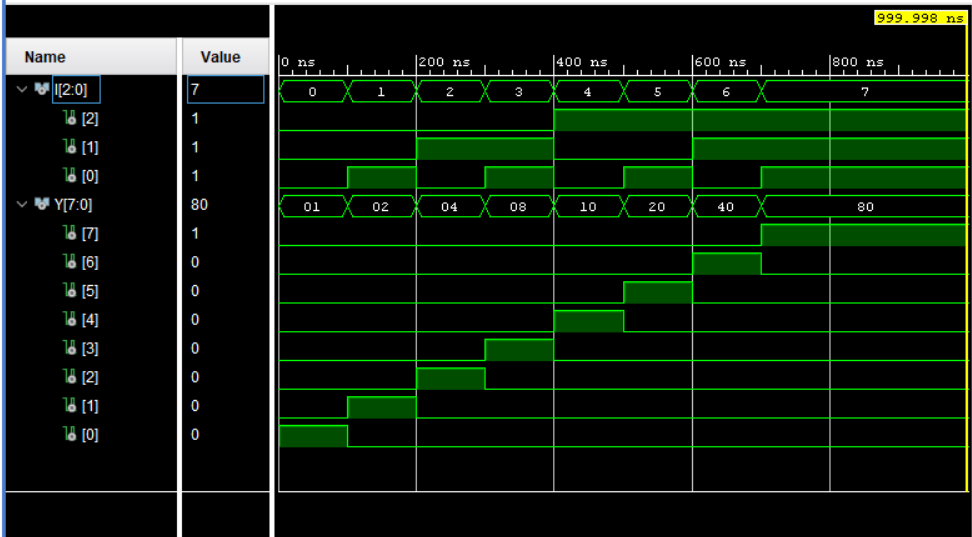 999.998 ns
Name Value
0 ns 200 ns 400 ns 600 ns 800 ns
I[2:0] 7 0 1 2 3 4 5 6 7
[2] 1
[1] 1
[0] 1
Y[7:0] 80 01 02 04 08 10 20 40 80
[7] 1
[6] 0
[5] 0
[4] 0
[3] 0
[2] 0
[1] 0
[0] 0